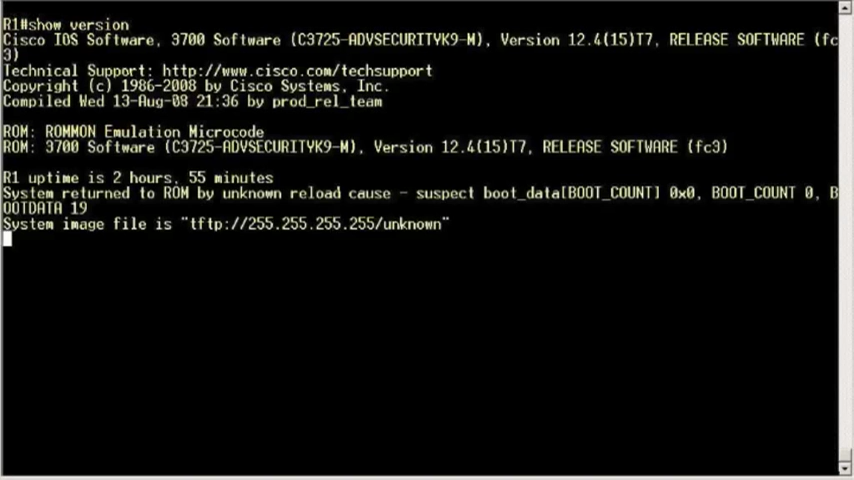 R1#show version
Cisco IOS Software, 3700 Software (C3725-ADVSECURITYK9-M), Version 12.4(15)T7, RELEASE SOFTWARE (fc
3)
Technical Support: http://www.cisco.com/techsupport
Copyright (c) 1986-2008 by Cisco Systems, Inc.
Compiled Wed 13-Aug-08 21:36 by prod_rel_team
ROM: ROMMON Emulation Microcode
ROM: 3700 Software (C3725-ADVSECURITYK9-M), Version 12.4(15)T7, RELEASE SOFTWARE (fc3)
R1 uptime is 2 hours, 55 minutes
System returned to ROM by unknown reload cause - suspect boot_data[BOOT_COUNT] 0x0, BOOT_COUNT 0, B
OOTDATA 19
System image file is "tftp://255.255.255.255/unknown"